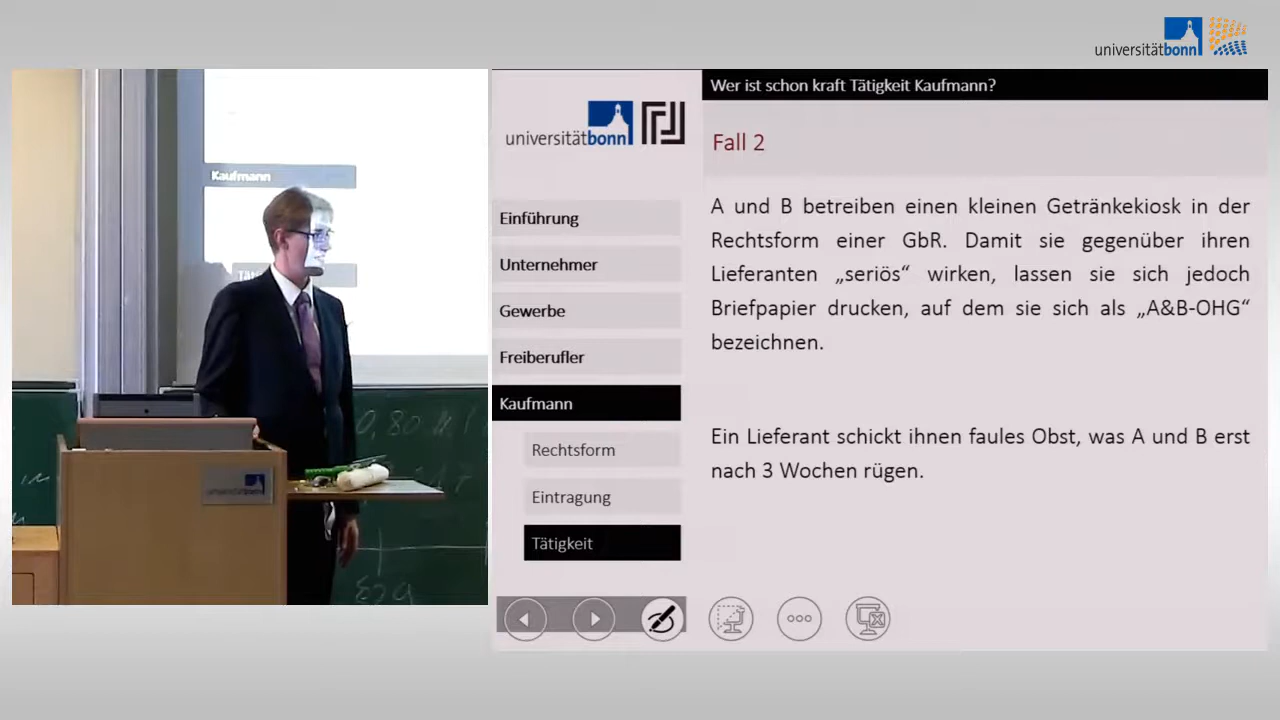 universitätbonn
Kaufmann
universitätbonn
universitätbonn
Einführung
Unternehmer
Gewerbe
Freiberufler
Kaufmann
Rechtsform
Eintragung
Tätigkeit
Wer ist schon kraft Tätigkeit Kaufmann?
Fall 2
A und B betreiben einen kleinen Getränkekiosk in der
Rechtsform einer GbR. Damit sie gegenüber ihren
Lieferanten „seriös“ wirken, lassen sie sich jedoch
Briefpapier drucken, auf dem sie sich als „A&B-OHG“
bezeichnen.
Ein Lieferant schickt ihnen faules Obst, was A und B erst
nach 3 Wochen rügen.